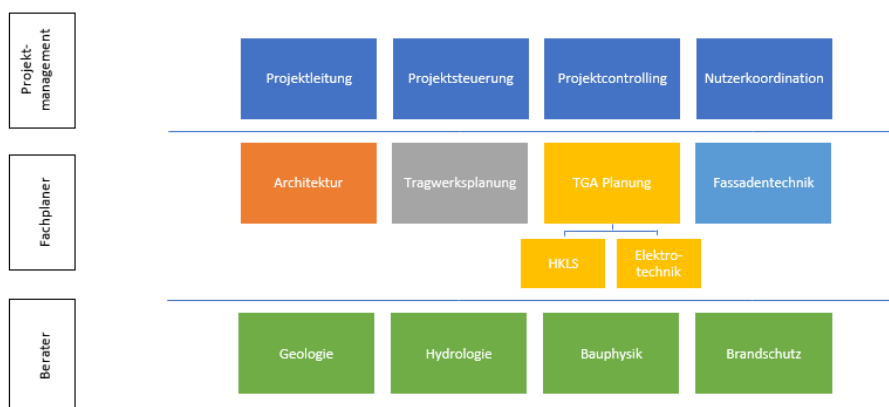 Projekt-
management
Projektleitung
Projektsteuerung
Projektcontrolling
Nutzerkoordination
Fachplaner
Architektur
Tragwerksplanung
TGA Planung
Fassadentechnik
HKLS
Elektro-
technik
Berater
Geologie
Hydrologie
Bauphysik
Brandschutz